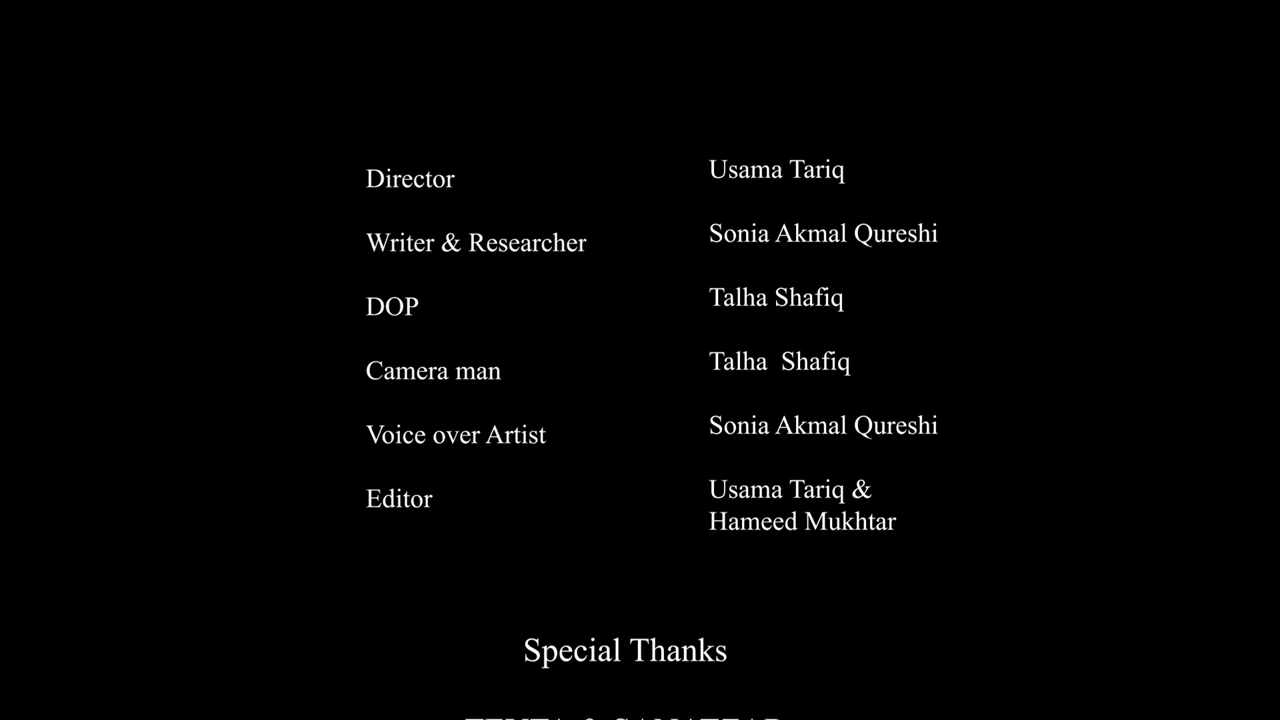 Director Usama Tariq
Writer & Researcher Sonia Akmal Qureshi
DOP Talha Shafiq
Camera man Talha  Shafiq
Voice over Artist Sonia Akmal Qureshi
Editor Usama Tariq &
Hameed Mukhtar
Special Thanks